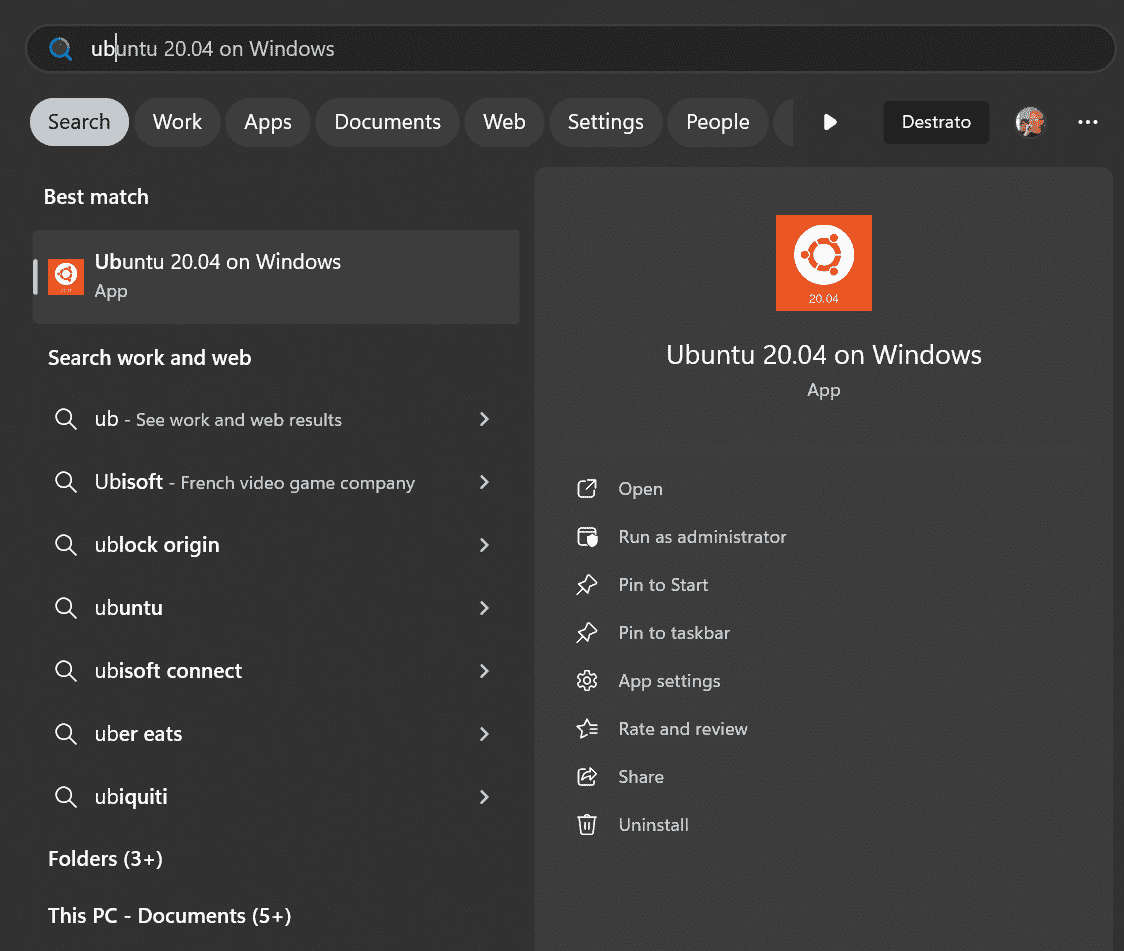 ubuntu 20.04 on Windows
Search Work Apps Documents Web Settings People Destrato
Best match
Ubuntu 20.04 on Windows
App
Search work and web
ub - See work and web results
Ubisoft - French video game company
ublock origin
ubuntu
ubisoft connect
uber eats
ubiquiti
Folders (3+)
This PC - Documents (5+)
20.04
Ubuntu 20.04 on Windows
App
Open
Run as administrator
Pin to Start
Pin to taskbar
App settings
Rate and review
Share
Uninstall